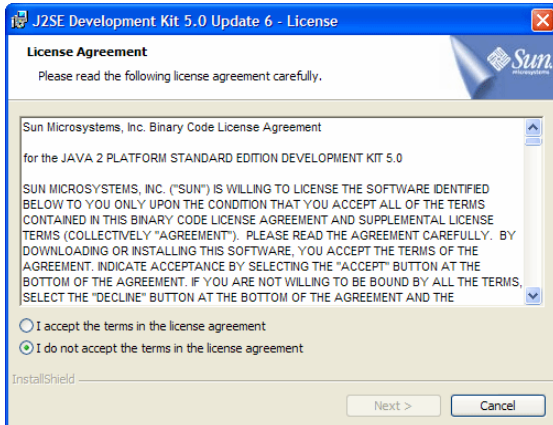 J2SE Development Kit 5.0 Update 6 - License
License Agreement
Please read the following license agreement carefully.
Sun
microsystems
Sun Microsystems, Inc. Binary Code License Agreement
for the JAVA 2 PLATFORM STANDARD EDITION DEVELOPMENT KIT 5.0
SUN MICROSYSTEMS, INC. ("SUN") IS WILLING TO LICENSE THE SOFTWARE IDENTIFIED
BELOW TO YOU ONLY UPON THE CONDITION THAT YOU ACCEPT ALL OF THE TERMS
CONTAINED IN THIS BINARY CODE LICENSE AGREEMENT AND SUPPLEMENTAL LICENSE
TERMS (COLLECTIVELY "AGREEMENT"). PLEASE READ THE AGREEMENT CAREFULLY. BY
DOWNLOADING OR INSTALLING THIS SOFTWARE, YOU ACCEPT THE TERMS OF THE
AGREEMENT. INDICATE ACCEPTANCE BY SELECTING THE "ACCEPT" BUTTON AT THE
BOTTOM OF THE AGREEMENT. IF YOU ARE NOT WILLING TO BE BOUND BY ALL THE TERMS,
SELECT THE "DECLINE" BUTTON AT THE BOTTOM OF THE AGREEMENT AND THE
I accept the terms in the license agreement
I do not accept the terms in the license agreement
InstallShield
Next >
Cancel